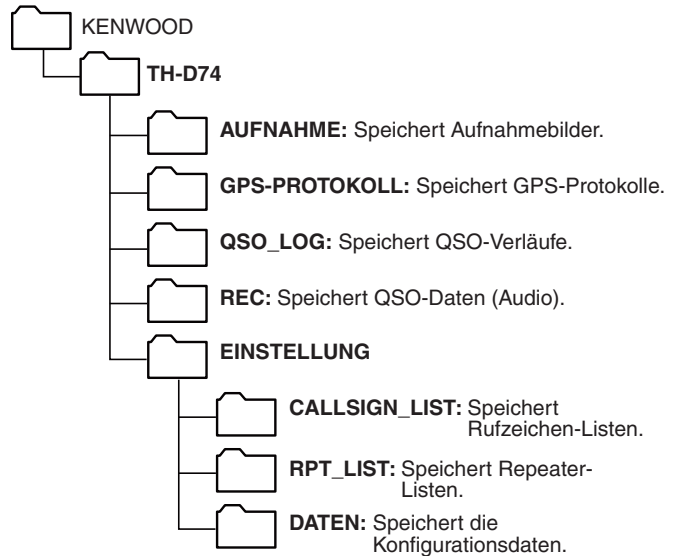 KENWOOD
TH-D74
AUFNAHME: Speichert Aufnahmebilder.
GPS-PROTOKOLL: Speichert GPS-Protokolle.
QSO_LOG: Speichert QSO-Verläufe.
REC: Speichert QSO-Daten (Audio).
EINSTELLUNG
CALLSIGN_LIST: Speichert
Rufzeichen-Listen.
RPT_LIST: Speichert Repeater-
Listen.
DATEN: Speichert die
Konfigurationsdaten.